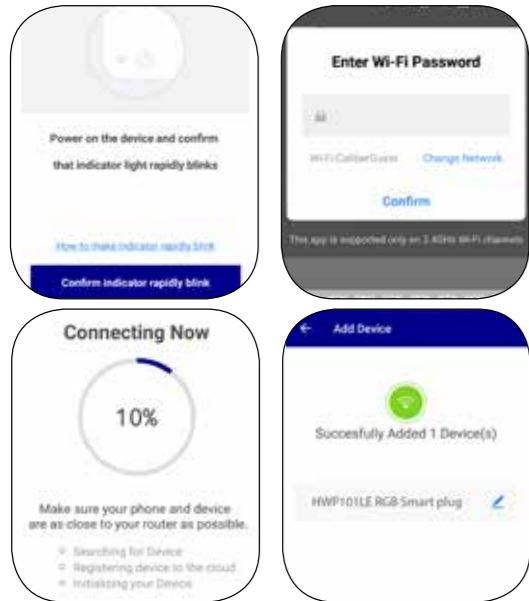 Power on the device and confirm
that indicator light rapidly blinks
How to make indicator rapidly blink
Confirm indicator rapidly blink
Enter Wi-Fi Password
Wi-Fi:CaliberGuest Change Network
Confirm
This app is supported only on 2.4GHz Wi-Fi channels
Connecting Now
10%
Make sure your phone and device
are as close to your router as possible.
Searching for Device
Registering device to the cloud
Initializing your Device
Add Device
Succesfully Added 1 Device(s)
HWP101LE RGB Smart plug